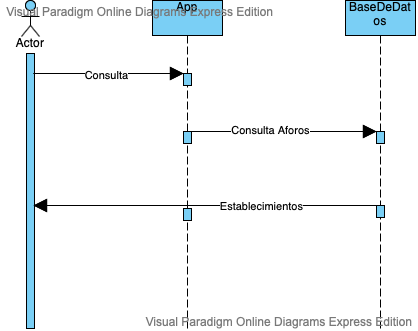 Visual Paradigm Online Diagrams Express Edition
App
BaseDeDat
os
Actor
Consulta
Consulta Aforos
Establecimientos
Visual Paradigm Online Diagrams Express Edition